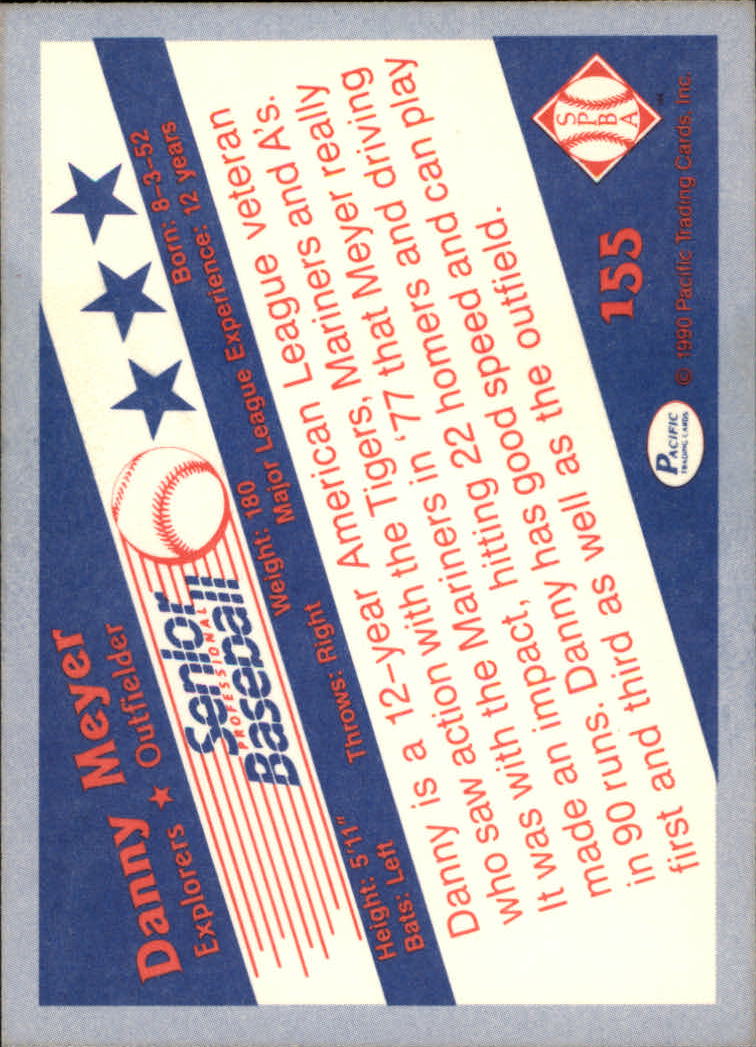 Danny Meyer
Explorers ★ Outfielder
Senior
PROFESSIONAL
Baseball
Height: 5'11" Throws: Right Weight: 180 Born: 8-3-52
Bats: Left Major League Experience: 12 years
Danny is a 12-year American League veteran
who saw action with the Tigers, Mariners and A's.
It was with the Mariners in '77 that Meyer really
made an impact, hitting 22 homers and driving
in 90 runs. Danny has good speed and can play
first and third as well as the outfield.
PACIFIC
TRADING CARDS
155
S
P
B
A
TM
© 1990 Pacific Trading Cards, Inc.